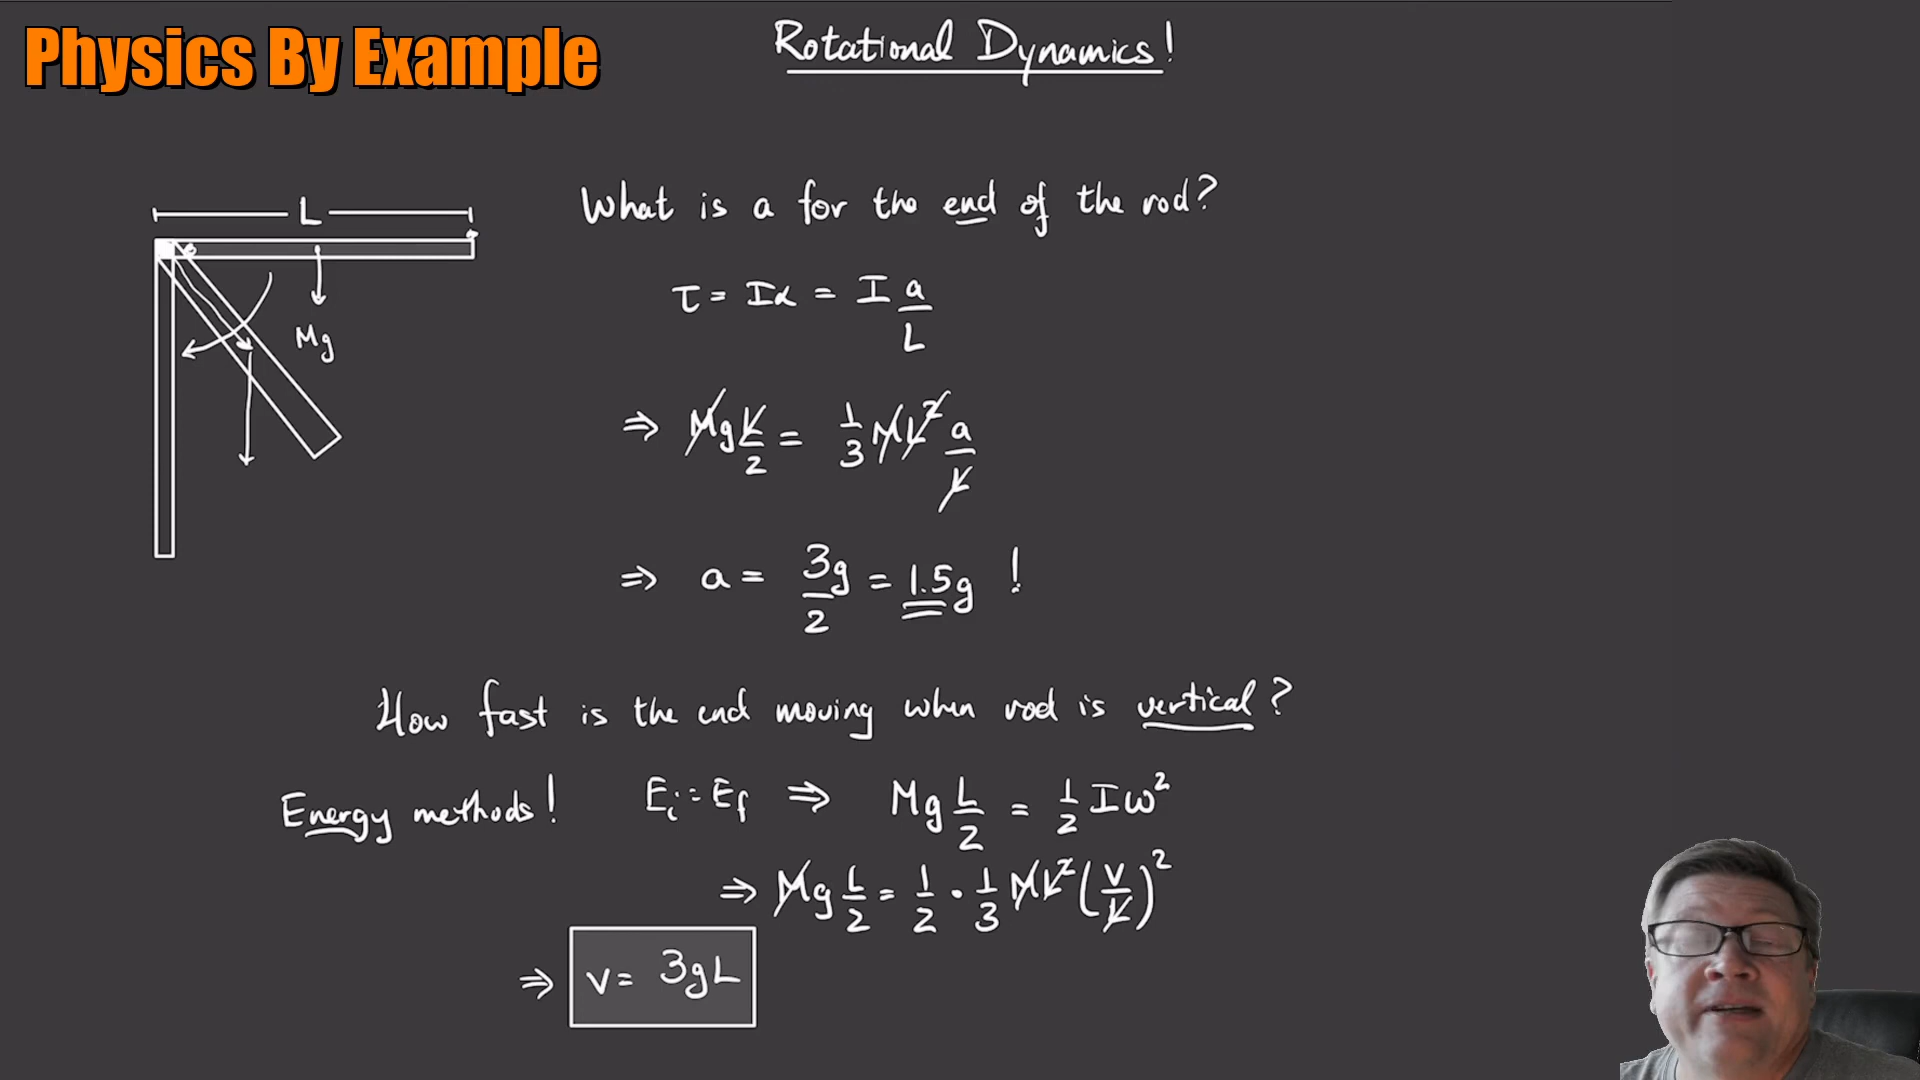 Physics By Example
Rotational Dynamics!
L
Mg
What is a for the end of the rod?
τ = Iα = I a/L
⇒ Mg L/2 = 1/3 ML² a/L
⇒ a = 3g/2 = 1.5g !
How fast is the end moving when rod is vertical?
Energy methods! Ei = Ef ⇒ Mg L/2 = 1/2 Iω²
⇒ Mg L/2 = 1/2 · 1/3 ML² (v/L)²
⇒ v = 3gL